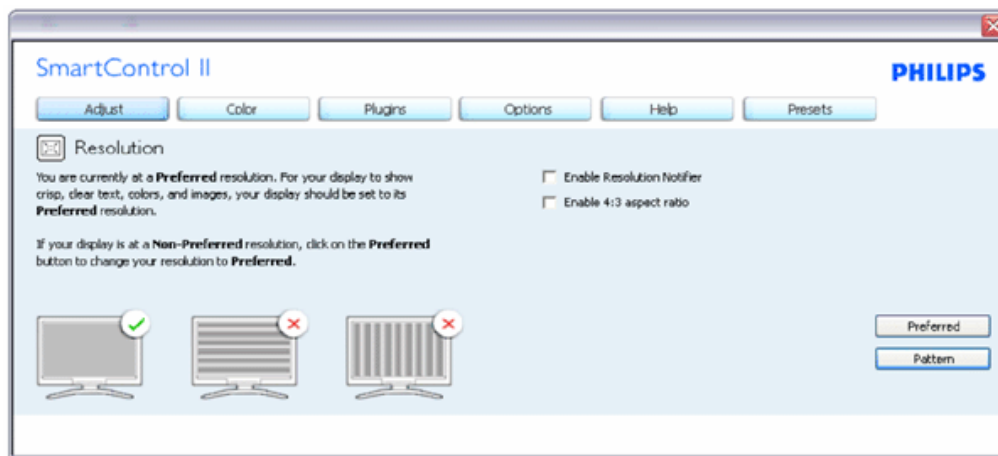 SmartControl II
PHILIPS
Adjust
Color
Plugins
Options
Help
Presets
Resolution
You are currently at a Preferred resolution. For your display to show
crisp, clear text, colors, and images, your display should be set to its
Preferred resolution.
If your display is at a Non-Preferred resolution, click on the Preferred
button to change your resolution to Preferred.
Enable Resolution Notifier
Enable 4:3 aspect ratio
Preferred
Pattern